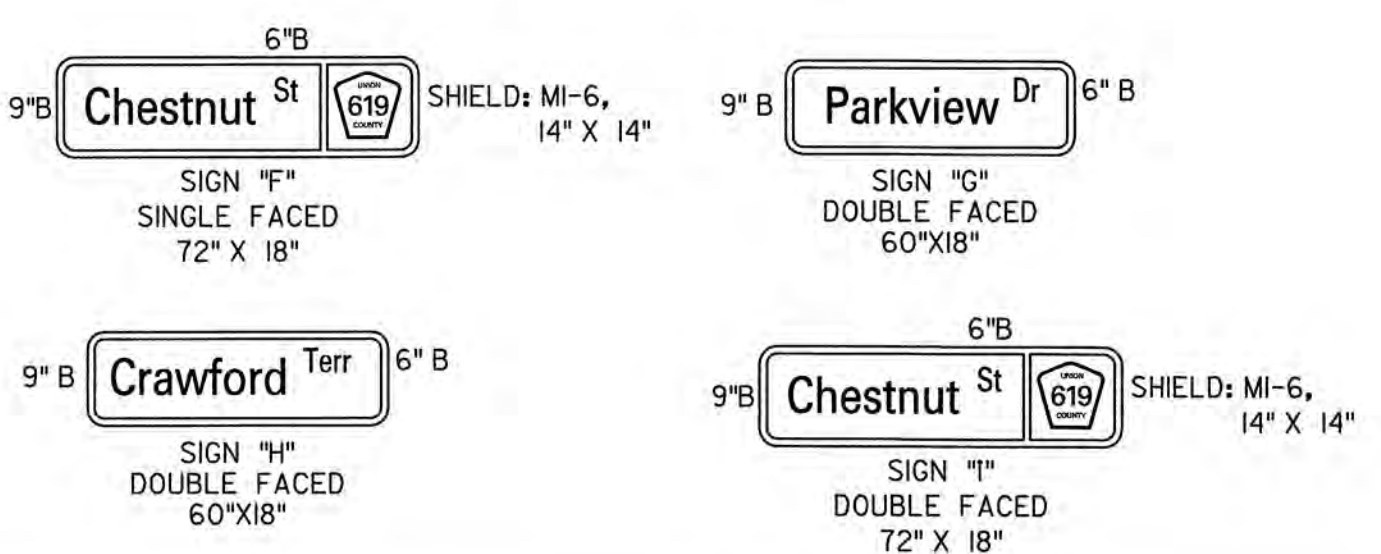 6"B
9"B
Chestnut St
UNION
619
COUNTY
SHIELD: MI-6,
14" X 14"
SIGN "F"
SINGLE FACED
72" X 18"
9" B
Parkview Dr
6" B
SIGN "G"
DOUBLE FACED
60"X18"
9" B
Crawford Terr
6" B
SIGN "H"
DOUBLE FACED
60"X18"
6"B
9"B
Chestnut St
UNION
619
COUNTY
SHIELD: MI-6,
14" X 14"
SIGN "I"
DOUBLE FACED
72" X 18"